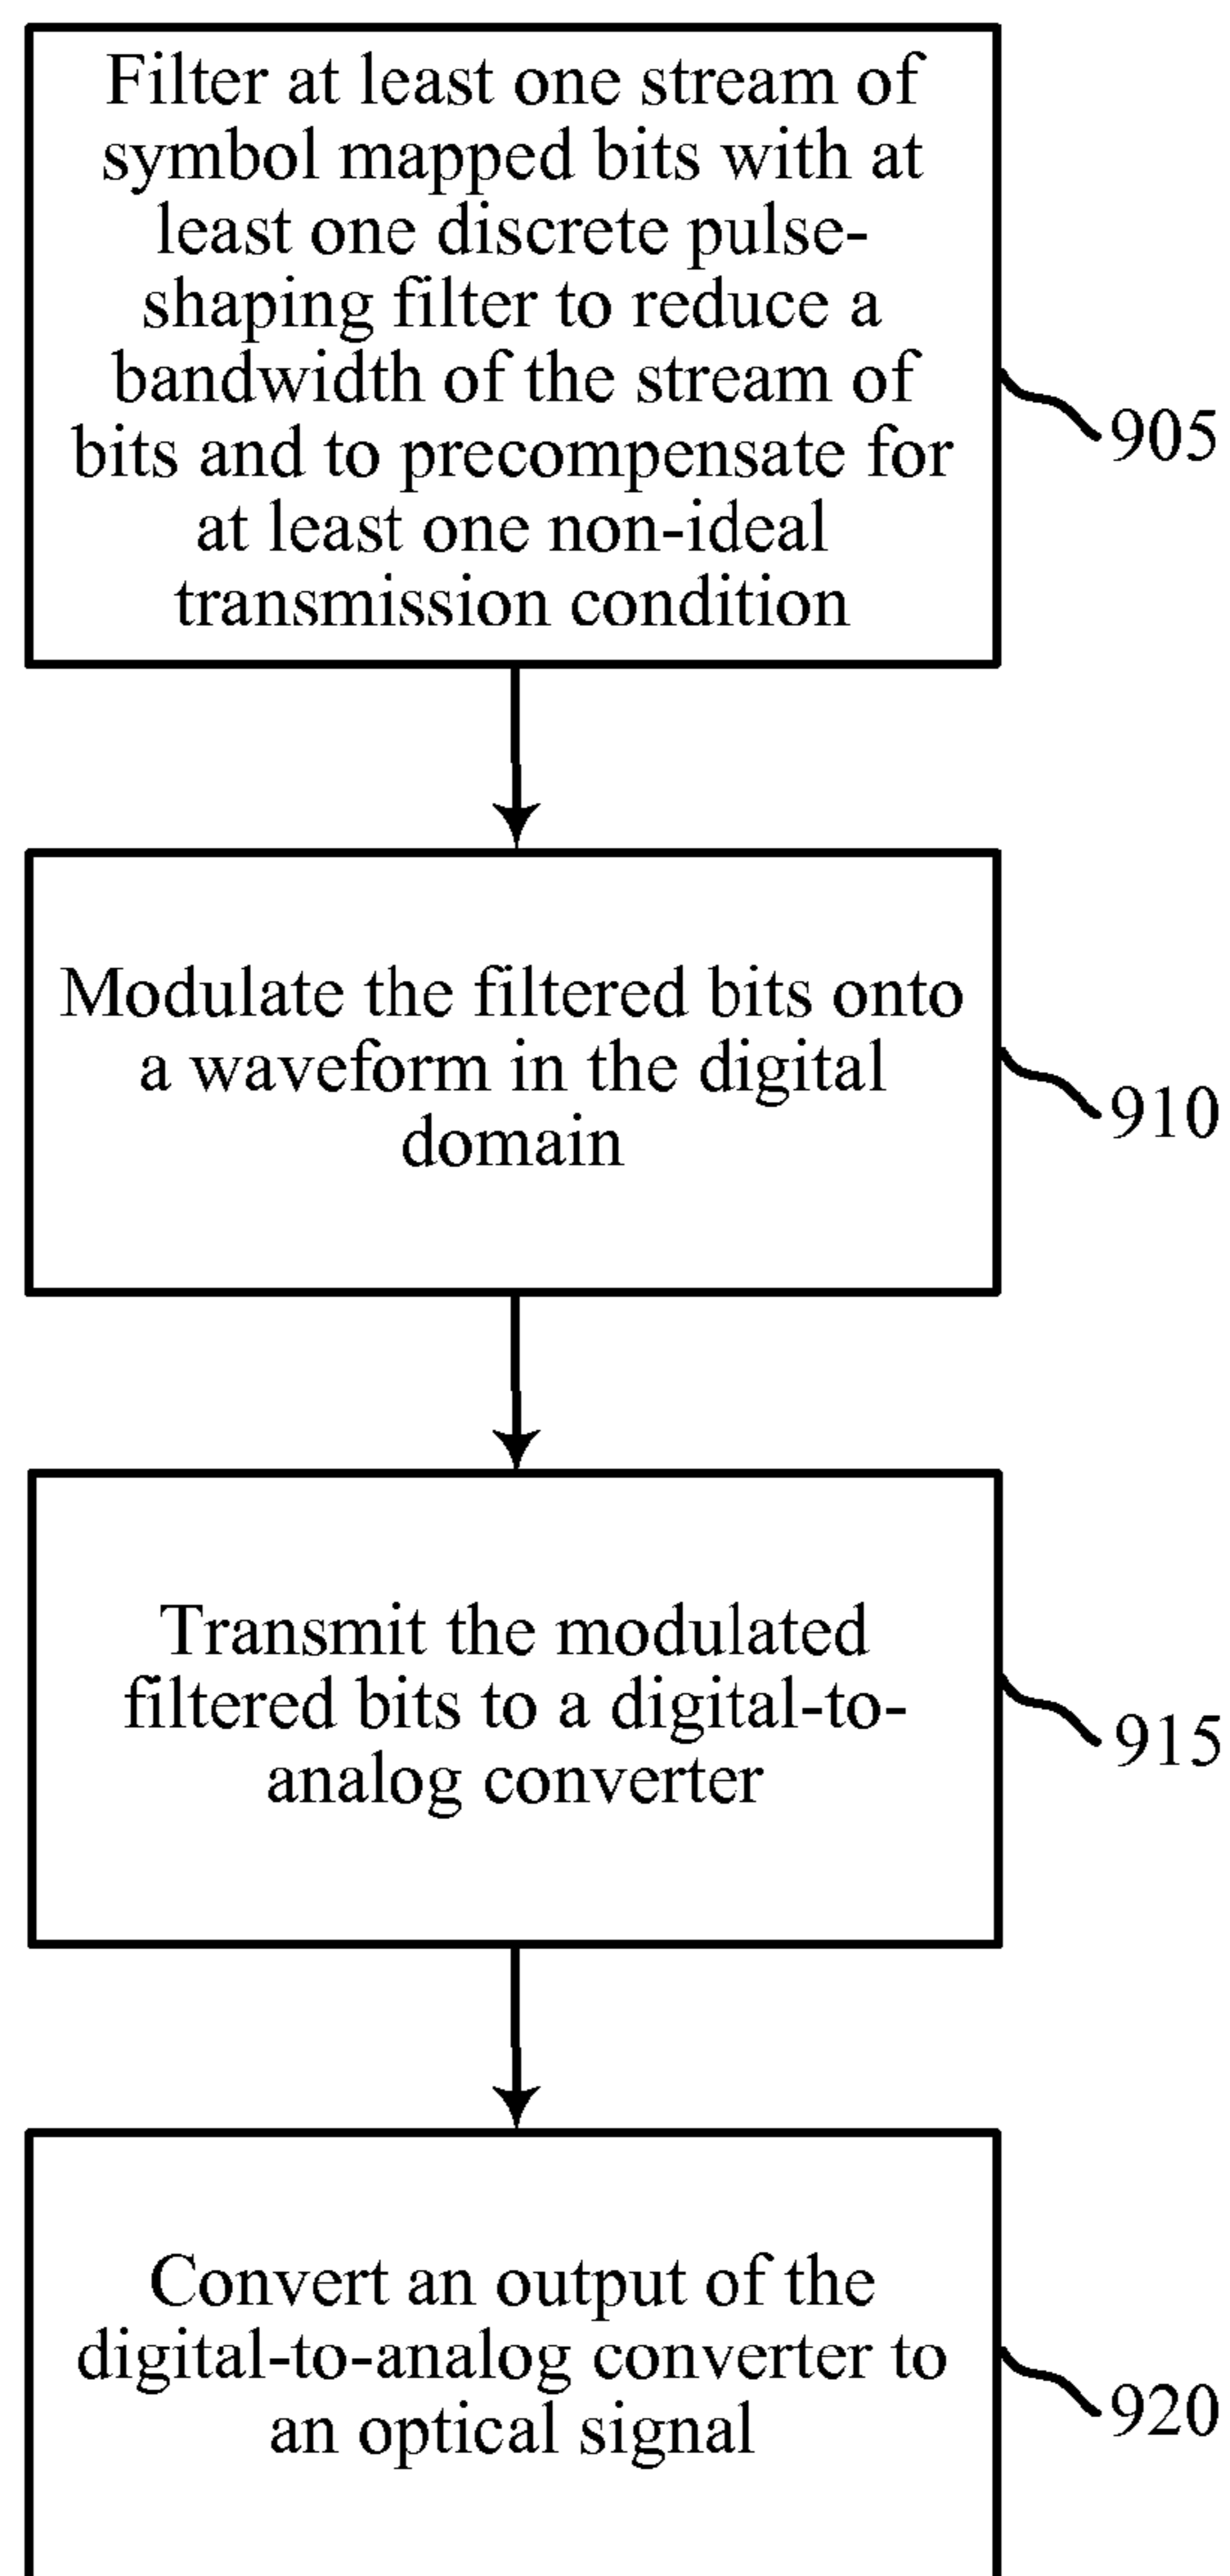 Filter at least one stream of
symbol mapped bits with at
least one discrete pulse-
shaping filter to reduce a
bandwidth of the stream of
bits and to precompensate for
at least one non-ideal
transmission condition
905
Modulate the filtered bits onto
a waveform in the digital
domain
910
Transmit the modulated
filtered bits to a digital-to-
analog converter
915
Convert an output of the
digital-to-analog converter to
an optical signal
920